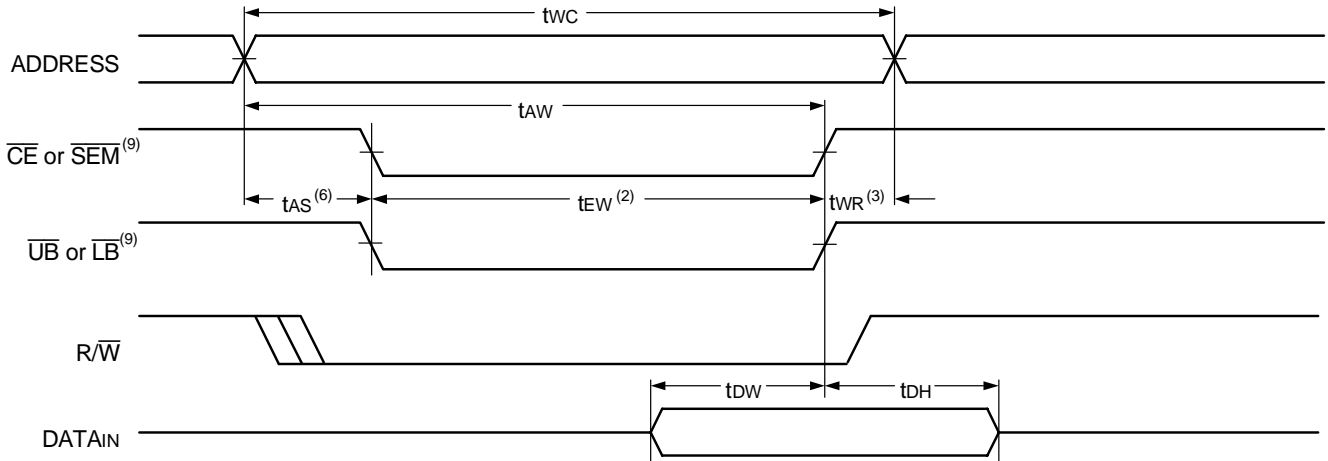 tWC
ADDRESS
tAW
CE or SEM(9)
tAS(6) tEW(2) tWR(3)
UB or LB(9)
R/W
tDW tDH
DATAIN